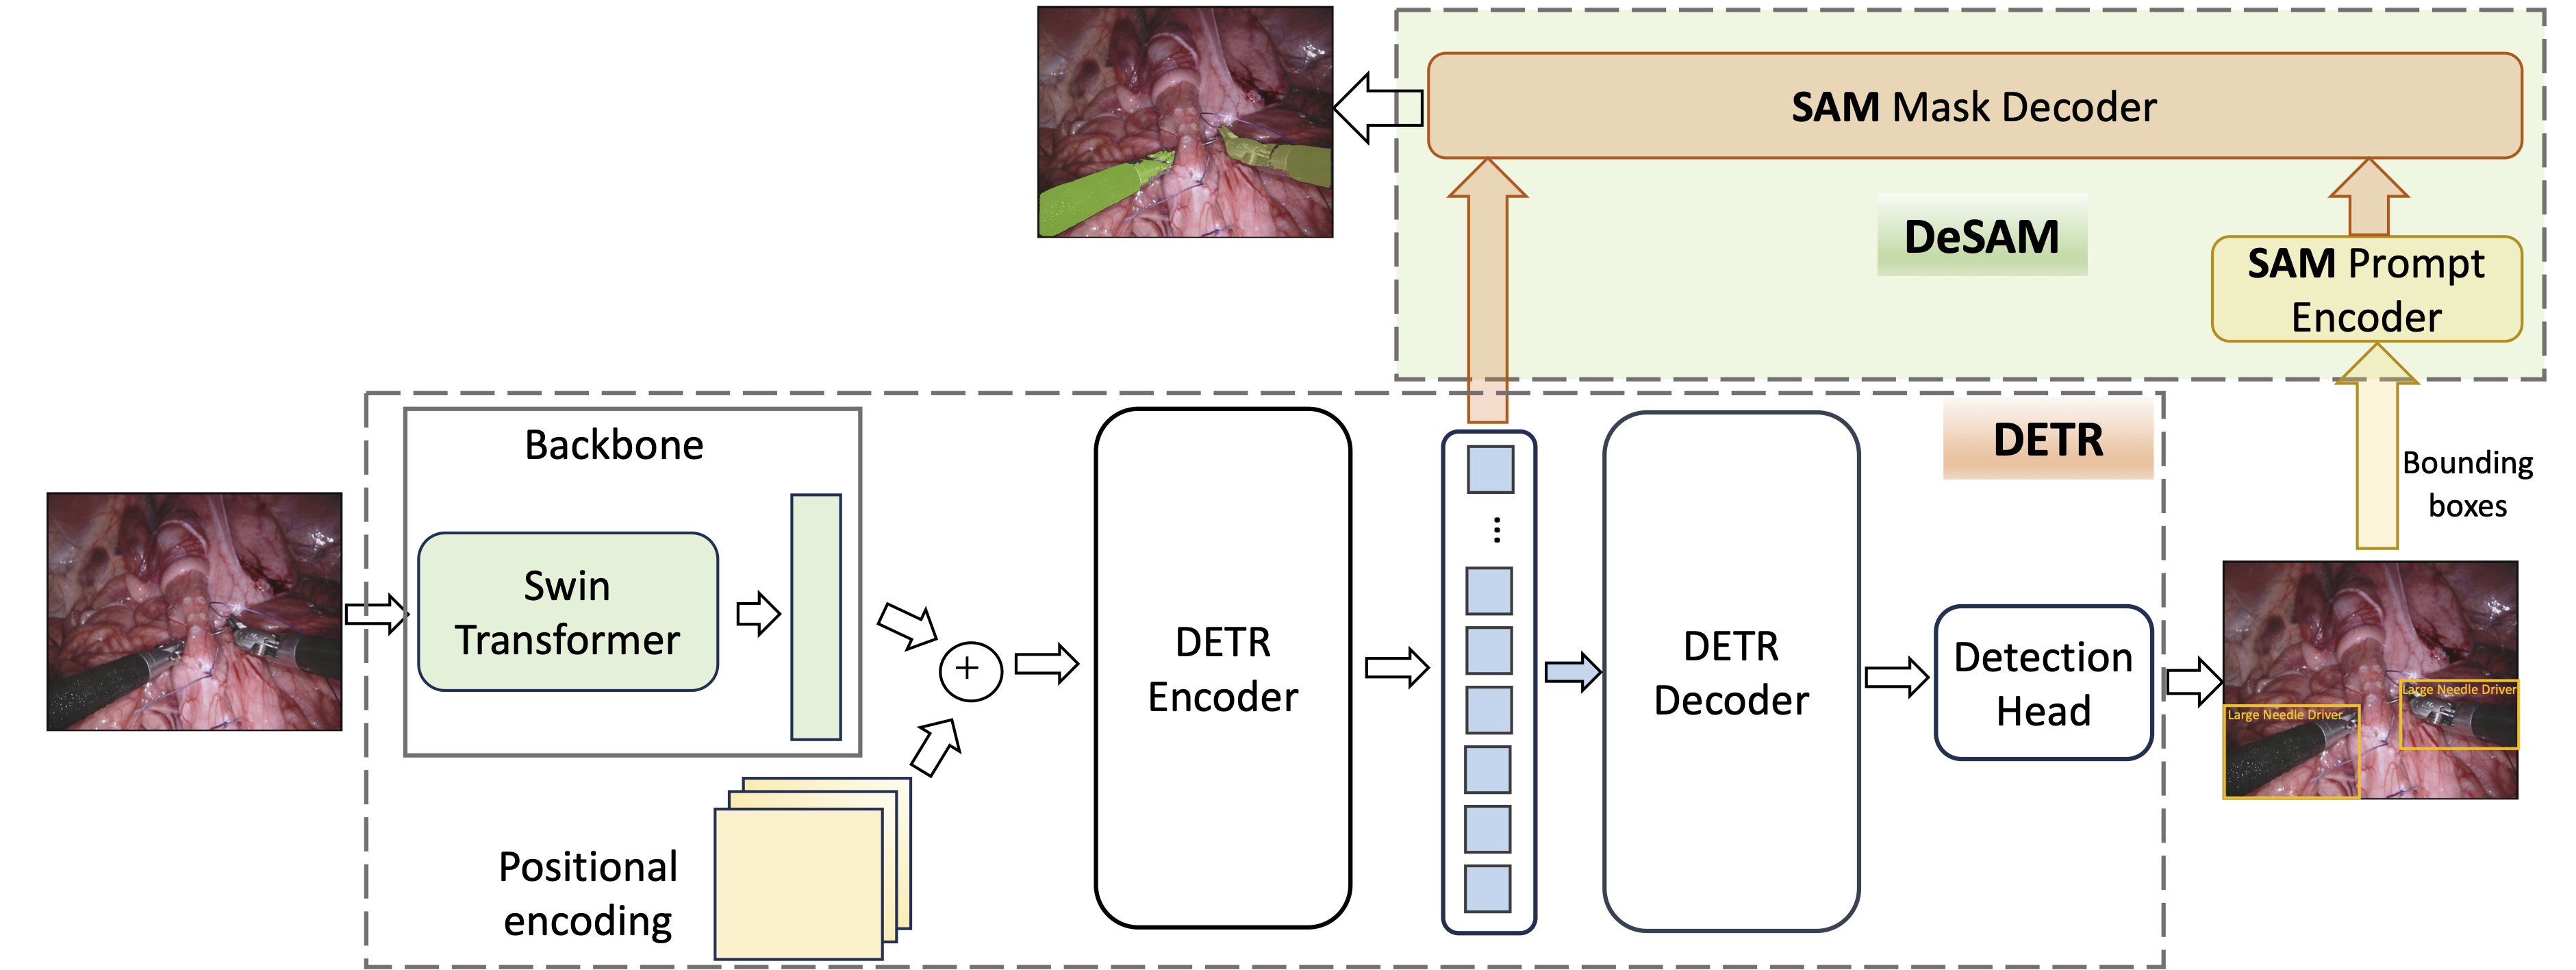 SAM Mask Decoder
DeSAM
SAM Prompt
Encoder
Backbone
DETR
Bounding
boxes
Swin
Transformer
+
DETR
Encoder
...
DETR
Decoder
Detection
Head
Large Needle Driver
Large Needle Driver
Positional
encoding